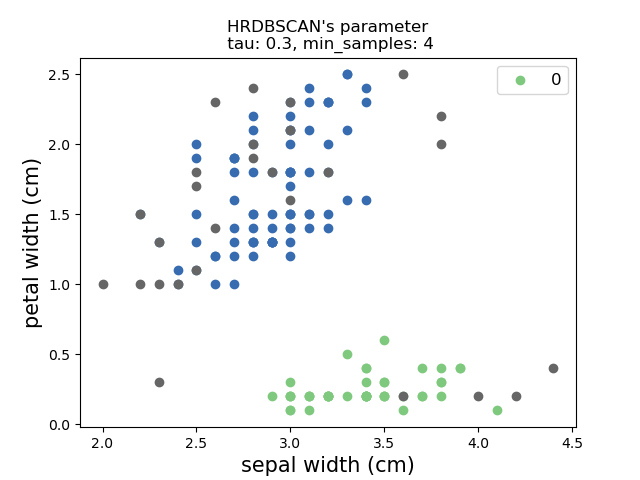 HRDBSCAN's parameter
tau: 0.3, min_samples: 4
0
2.5
2.0
1.5
1.0
0.5
0.0
petal width (cm)
2.0 2.5 3.0 3.5 4.0 4.5
sepal width (cm)